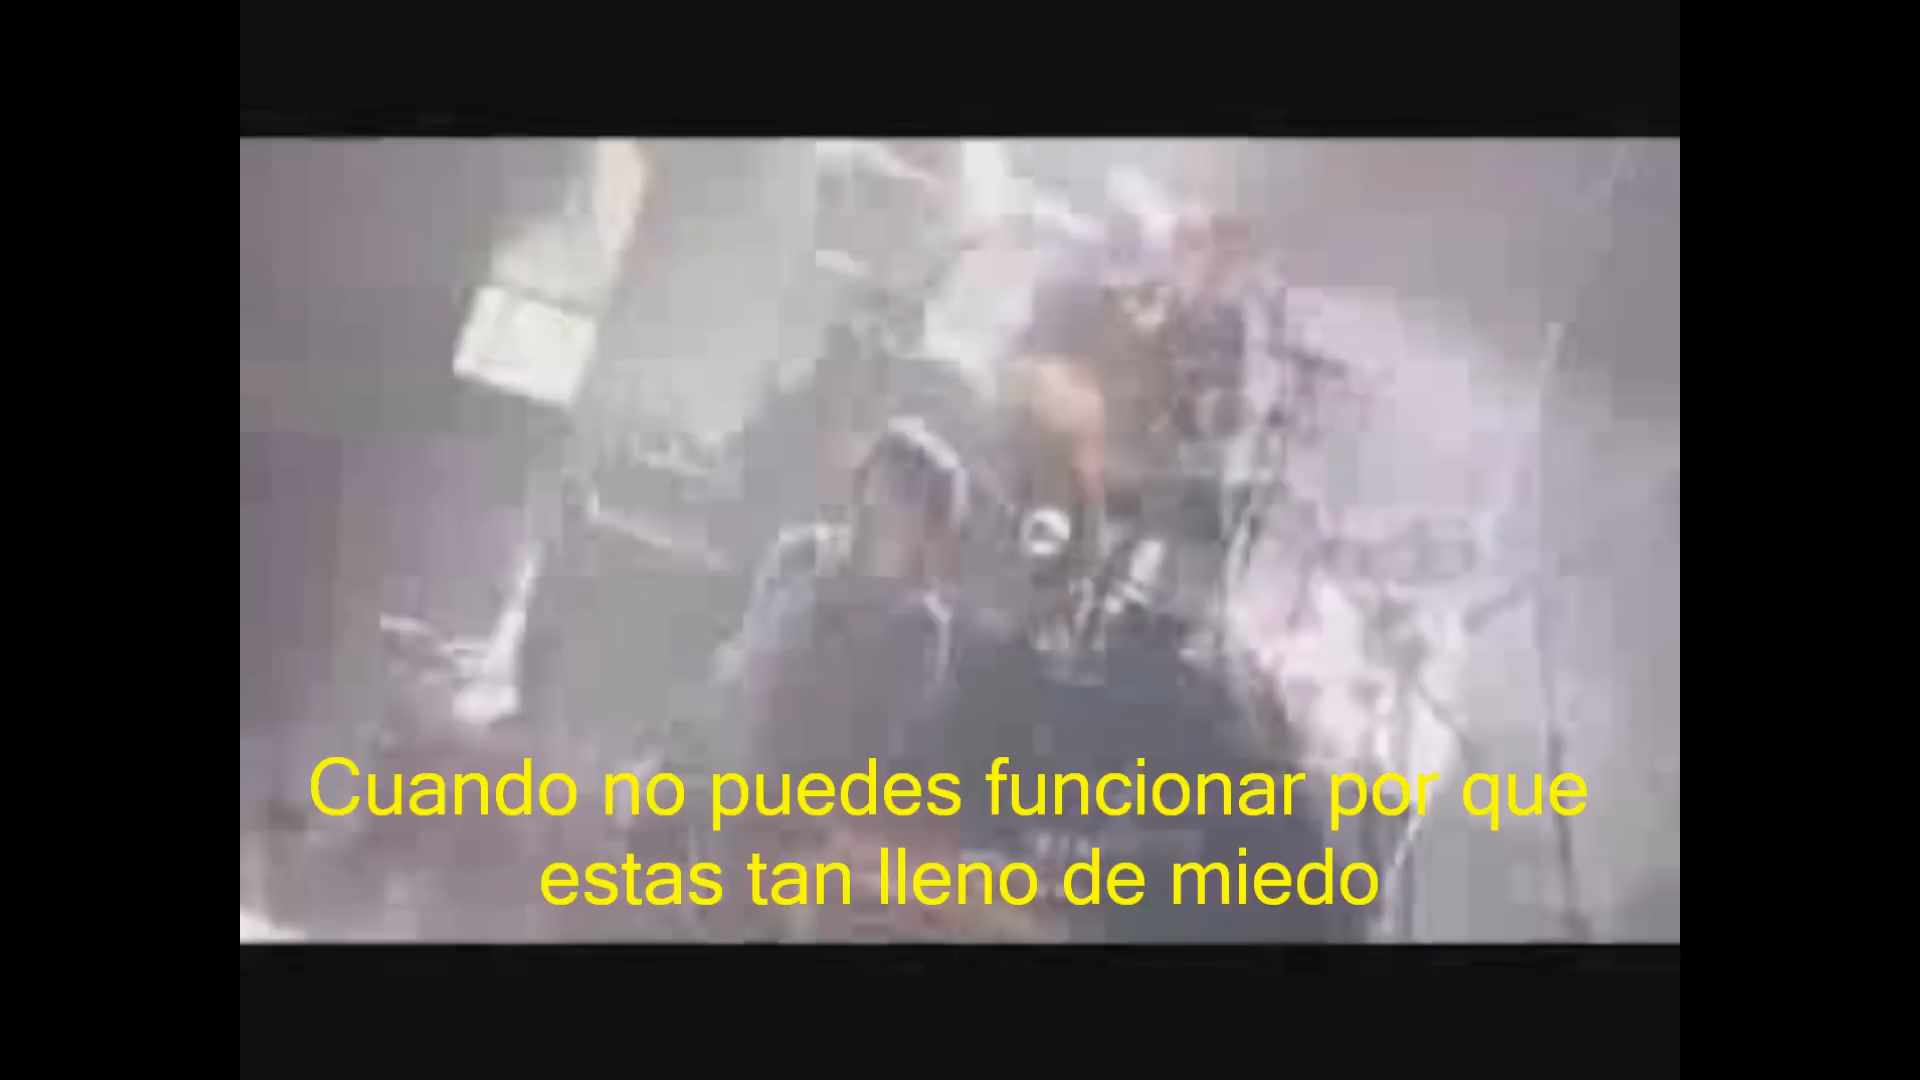 Cuando no puedes funcionar por que
estas tan lleno de miedo